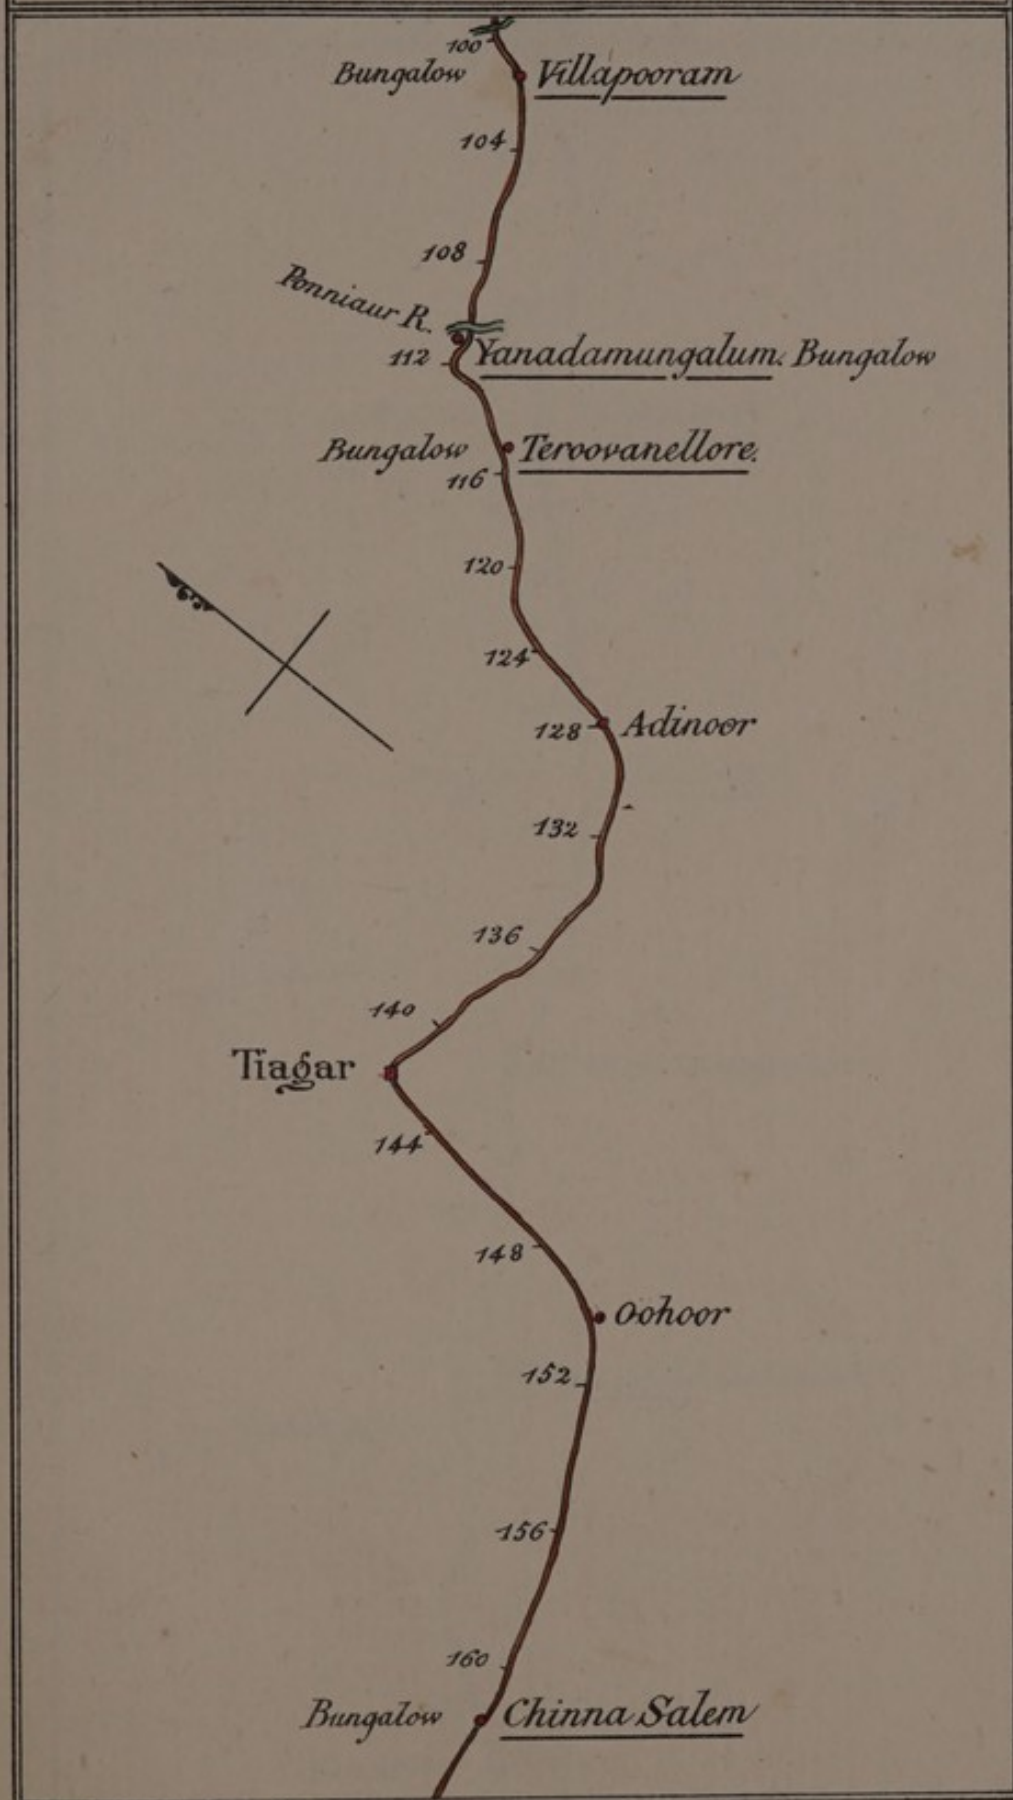 100
Bungalow Villapooram
104
108
Ponniaur R.
112 Yanadamungalum. Bungalow
Bungalow Teroovanellore.
116
120
124
128 Adinoor
132
136
140
Tiagar
144
148
Oohoor
152
156
160
Bungalow Chinna Salem